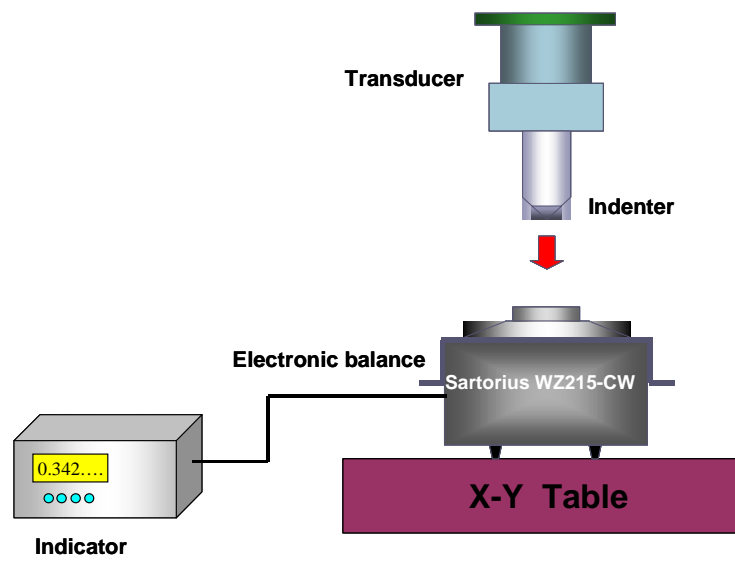 Transducer
Indenter
Electronic balance
Sartorius WZ215-CW
0.342....
X-Y Table
Indicator